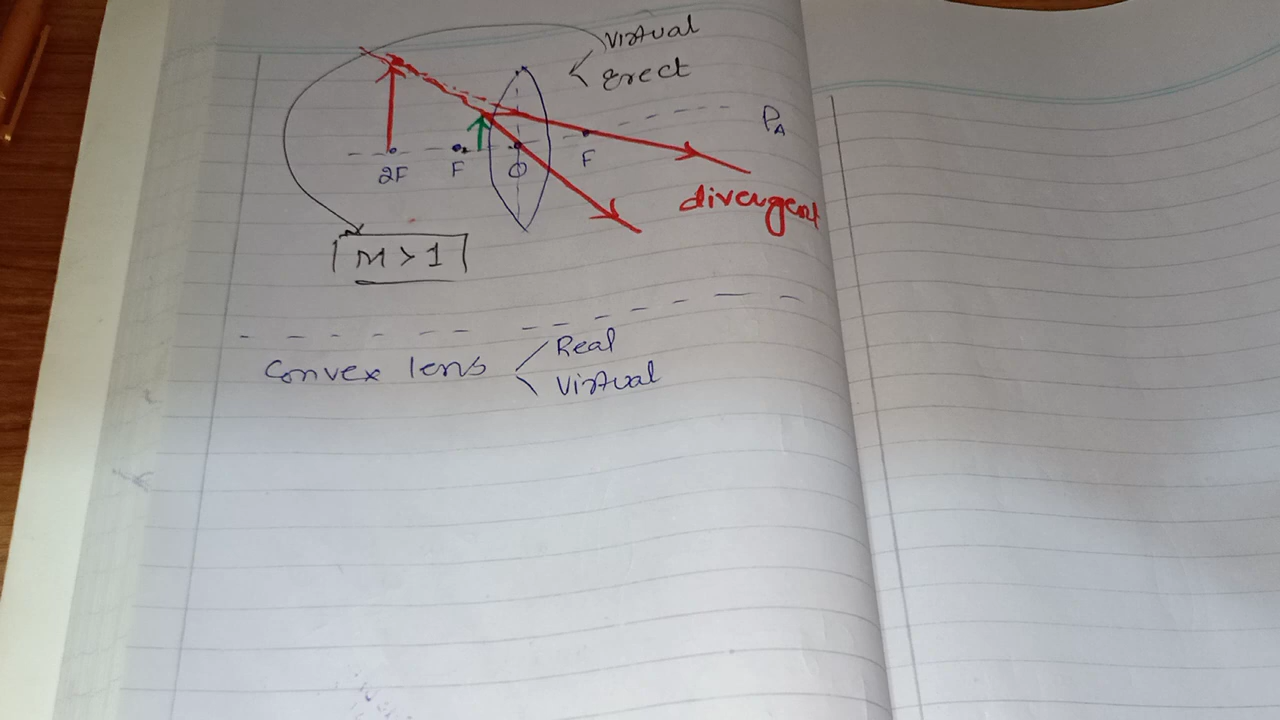 Virtual
Erect
PA
2F F O F
divergent
M > 1
Convex lens Real
Virtual